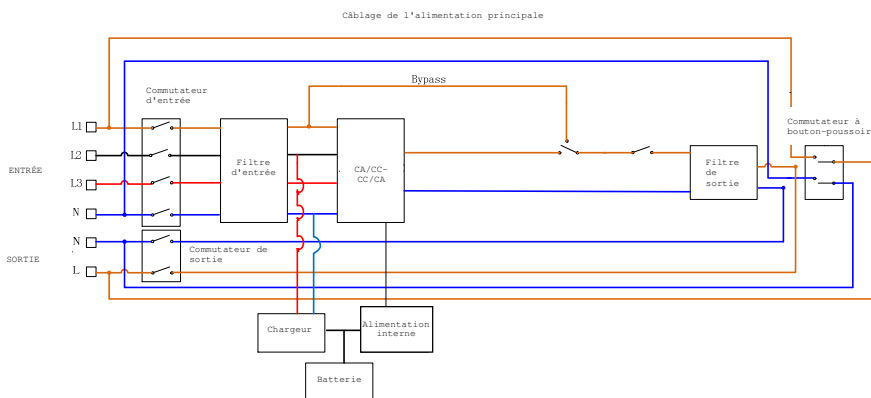 Câblage de l'alimentation principale
Bypass
Commutateur
d'entrée
Commutateur à
bouton-poussoir
L1
L2
L3
N
ENTRÉE
Filtre
d'entrée
CA/CC-
CC/CA
Filtre
de
sortie
N
L
SORTIE
Commutateur de
sortie
Chargeur
Alimentation
interne
Batterie